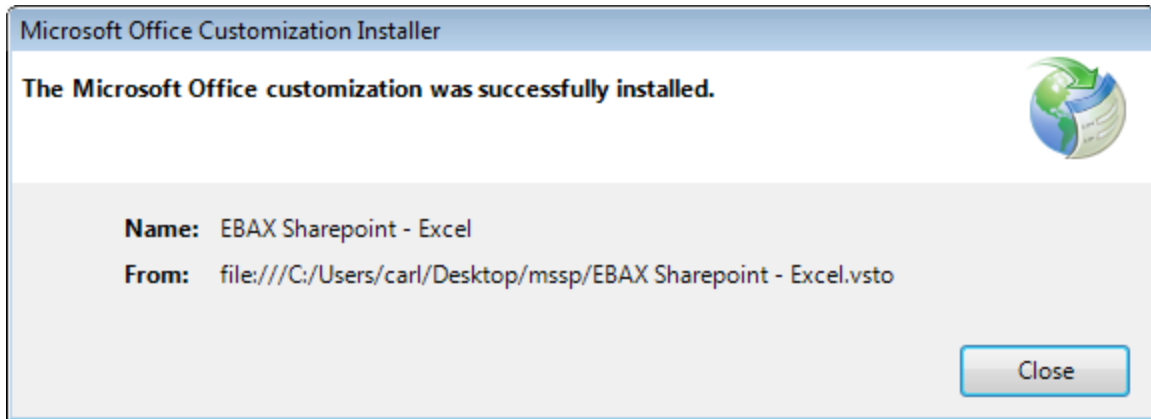 Microsoft Office Customization Installer
The Microsoft Office customization was successfully installed.
Name: EBAX Sharepoint - Excel
From: file:///C:/Users/carl/Desktop/mssp/EBAX Sharepoint - Excel.vsto
Close